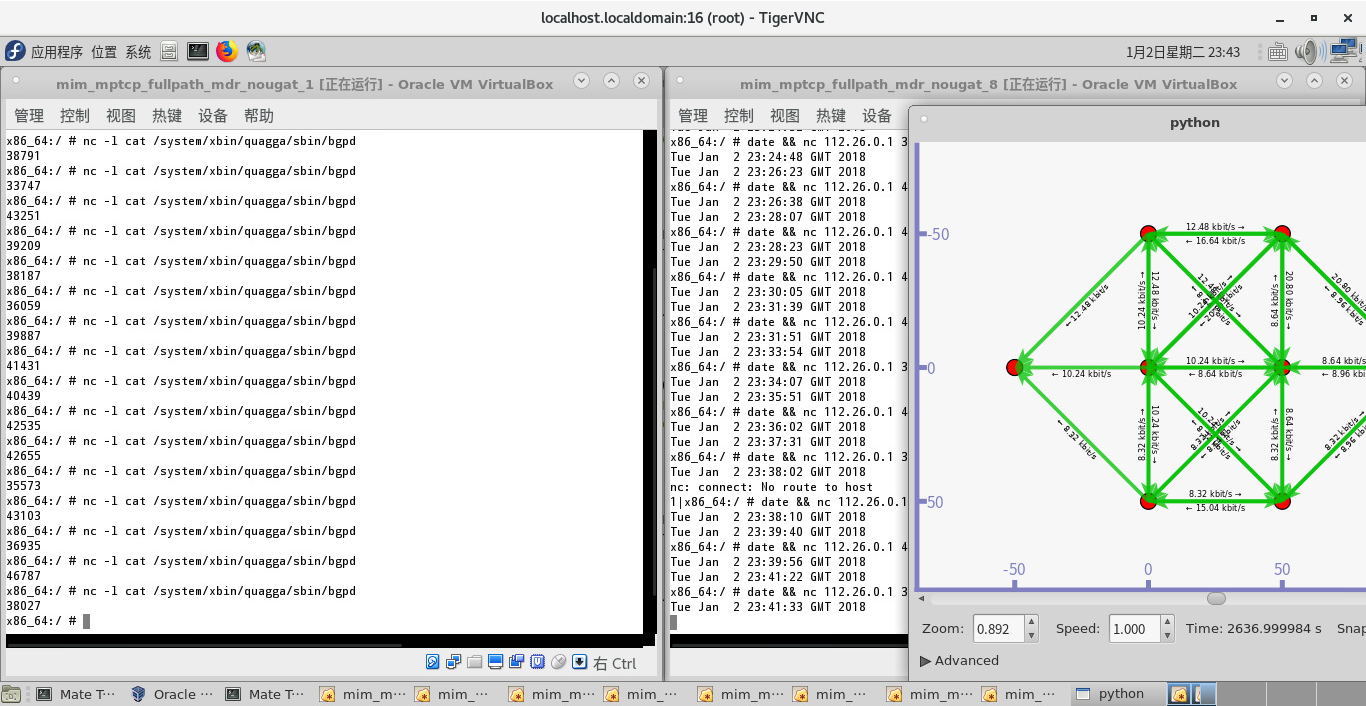 localhost.localdomain:16 (root) - TigerVNC
应用程序 位置 系统
1月2日星期二 23:43
mim_mptcp_fullpath_mdr_nougat_1 [正在运行] - Oracle VM VirtualBox
管理 控制 视图 热键 设备 帮助
x86_64:/ # nc -l cat /system/xbin/quagga/sbin/bgpd
38791
x86_64:/ # nc -l cat /system/xbin/quagga/sbin/bgpd
33747
x86_64:/ # nc -l cat /system/xbin/quagga/sbin/bgpd
43251
x86_64:/ # nc -l cat /system/xbin/quagga/sbin/bgpd
39209
x86_64:/ # nc -l cat /system/xbin/quagga/sbin/bgpd
38187
x86_64:/ # nc -l cat /system/xbin/quagga/sbin/bgpd
36059
x86_64:/ # nc -l cat /system/xbin/quagga/sbin/bgpd
39887
x86_64:/ # nc -l cat /system/xbin/quagga/sbin/bgpd
41431
x86_64:/ # nc -l cat /system/xbin/quagga/sbin/bgpd
40439
x86_64:/ # nc -l cat /system/xbin/quagga/sbin/bgpd
42535
x86_64:/ # nc -l cat /system/xbin/quagga/sbin/bgpd
42655
x86_64:/ # nc -l cat /system/xbin/quagga/sbin/bgpd
35573
x86_64:/ # nc -l cat /system/xbin/quagga/sbin/bgpd
43103
x86_64:/ # nc -l cat /system/xbin/quagga/sbin/bgpd
36935
x86_64:/ # nc -l cat /system/xbin/quagga/sbin/bgpd
46787
x86_64:/ # nc -l cat /system/xbin/quagga/sbin/bgpd
38027
x86_64:/ #
右 Ctrl
mim_mptcp_fullpath_mdr_nougat_8 [正在运行] - Oracle VM VirtualBox
管理 控制 视图 热键 设备
x86_64:/ # date && nc 112.26.0.1 3
Tue Jan 2 23:24:48 GMT 2018
Tue Jan 2 23:26:23 GMT 2018
x86_64:/ # date && nc 112.26.0.1 4
Tue Jan 2 23:26:38 GMT 2018
Tue Jan 2 23:28:07 GMT 2018
x86_64:/ # date && nc 112.26.0.1 4
Tue Jan 2 23:28:23 GMT 2018
Tue Jan 2 23:29:50 GMT 2018
x86_64:/ # date && nc 112.26.0.1 4
Tue Jan 2 23:30:05 GMT 2018
Tue Jan 2 23:31:39 GMT 2018
x86_64:/ # date && nc 112.26.0.1 4
Tue Jan 2 23:31:51 GMT 2018
Tue Jan 2 23:33:54 GMT 2018
x86_64:/ # date && nc 112.26.0.1 3
Tue Jan 2 23:34:07 GMT 2018
Tue Jan 2 23:35:51 GMT 2018
x86_64:/ # date && nc 112.26.0.1 4
Tue Jan 2 23:36:02 GMT 2018
Tue Jan 2 23:37:31 GMT 2018
x86_64:/ # date && nc 112.26.0.1 3
Tue Jan 2 23:38:02 GMT 2018
nc: connect: No route to host
1|x86_64:/ # date && nc 112.26.0.1
Tue Jan 2 23:38:10 GMT 2018
Tue Jan 2 23:39:40 GMT 2018
x86_64:/ # date && nc 112.26.0.1 4
Tue Jan 2 23:39:56 GMT 2018
Tue Jan 2 23:41:22 GMT 2018
x86_64:/ # date && nc 112.26.0.1 3
Tue Jan 2 23:41:33 GMT 2018
python
-50
0
50
12.48 kbit/s →
← 16.64 kbit/s
← 12.48 kbit/s
12.48 kbit/s →
10.24 kbit/s →
20.80 kbit/s →
8.64 kbit/s →
20.80 kbit/s →
← 8.96 kbit/s
← 10.24 kbit/s
10.24 kbit/s →
← 8.64 kbit/s
8.64 kbit/s
← 8.96 kbit
← 8.32 kbit/s
10.24 kbit/s →
8.32 kbit/s →
8.64 kbit/s →
8.32 kbit/s →
8.32 kbit/s →
← 8.96 kbit/s
8.32 kbit/s →
← 15.04 kbit/s
-50 0 50
Zoom: 0.892 Speed: 1.000 Time: 2636.999984 s Snap
Advanced
Mate T··· Oracle ··· Mate T··· mim_m··· mim_··· mim_m··· mim_··· mim_m··· mim_··· mim_m··· mim_··· python